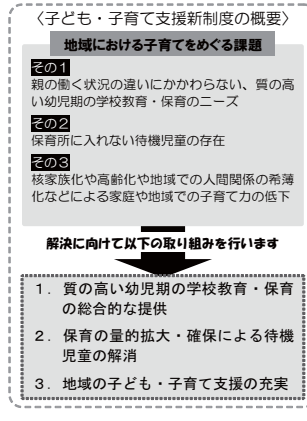 〈子ども・子育て支援新制度の概要〉
地域における子育てをめぐる課題
その1
親の働く状況の違いにかかわらない、質の高
い幼児期の学校教育・保育のニーズ
その2
保育所に入れない待機児童の存在
その3
核家族化や高齢化や地域での人間関係の希薄
化などによる家庭や地域での子育て力の低下
解決に向けて以下の取り組みを行います
1．質の高い幼児期の学校教育・保育
の総合的な提供
2．保育の量的拡大・確保による待機
児童の解消
3．地域の子ども・子育て支援の充実